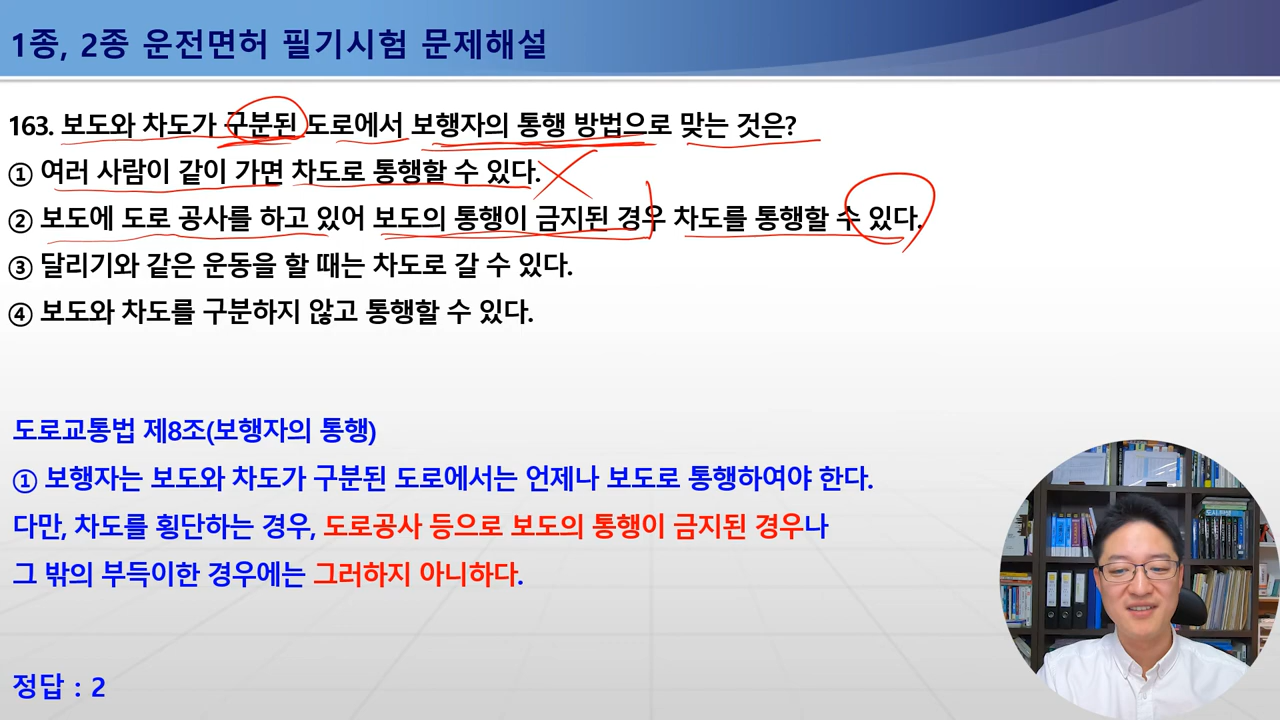 1종, 2종 운전면허 필기시험 문제해설
163. 보도와 차도가 구분된 도로에서 보행자의 통행 방법으로 맞는 것은?
① 여러 사람이 같이 가면 차도로 통행할 수 있다.
② 보도에 도로 공사를 하고 있어 보도의 통행이 금지된 경우 차도를 통행할 수 있다.
③ 달리기와 같은 운동을 할 때는 차도로 갈 수 있다.
④ 보도와 차도를 구분하지 않고 통행할 수 있다.
도로교통법 제8조(보행자의 통행)
① 보행자는 보도와 차도가 구분된 도로에서는 언제나 보도로 통행하여야 한다.
다만, 차도를 횡단하는 경우, 도로공사 등으로 보도의 통행이 금지된 경우나
그 밖의 부득이한 경우에는 그러하지 아니하다.
정답 : 2